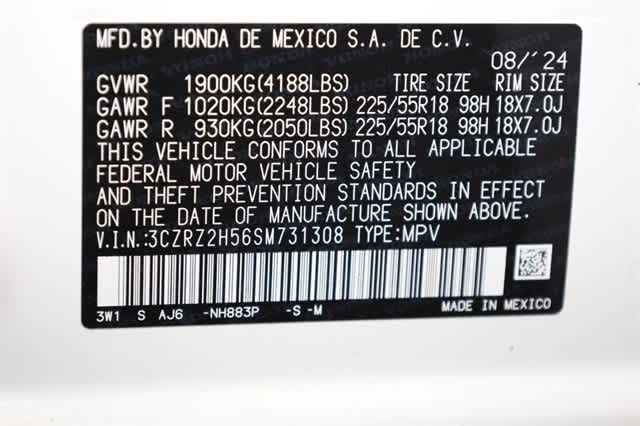 MFD.BY HONDA DE MEXICO S.A. DE C.V.
08/'24
GVWR 1900KG(4188LBS) TIRE SIZE RIM SIZE
GAWR F 1020KG(2248LBS) 225/55R18 98H 18X7.0J
GAWR R 930KG(2050LBS) 225/55R18 98H 18X7.0J
THIS VEHICLE CONFORMS TO ALL APPLICABLE
FEDERAL MOTOR VEHICLE SAFETY
AND THEFT PREVENTION STANDARDS IN EFFECT
ON THE DATE OF MANUFACTURE SHOWN ABOVE.
V.I.N.:3CZRZ2H56SM731308 TYPE:MPV
3W1 S AJ6 -NH883P -S -M MADE IN MEXICO